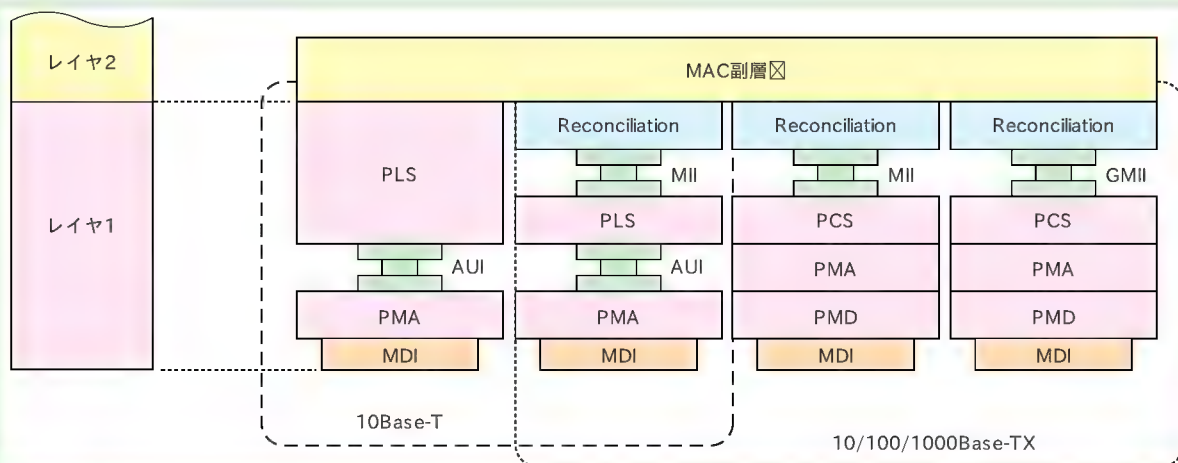 レイヤ2
レイヤ1
MAC副層
PLS
AUI
PMA
MDI
Reconciliation
MII
PLS
AUI
PMA
MDI
Reconciliation
MII
PCS
PMA
PMD
MDI
Reconciliation
GMII
PCS
PMA
PMD
MDI
10Base-T
10/100/1000Base-TX